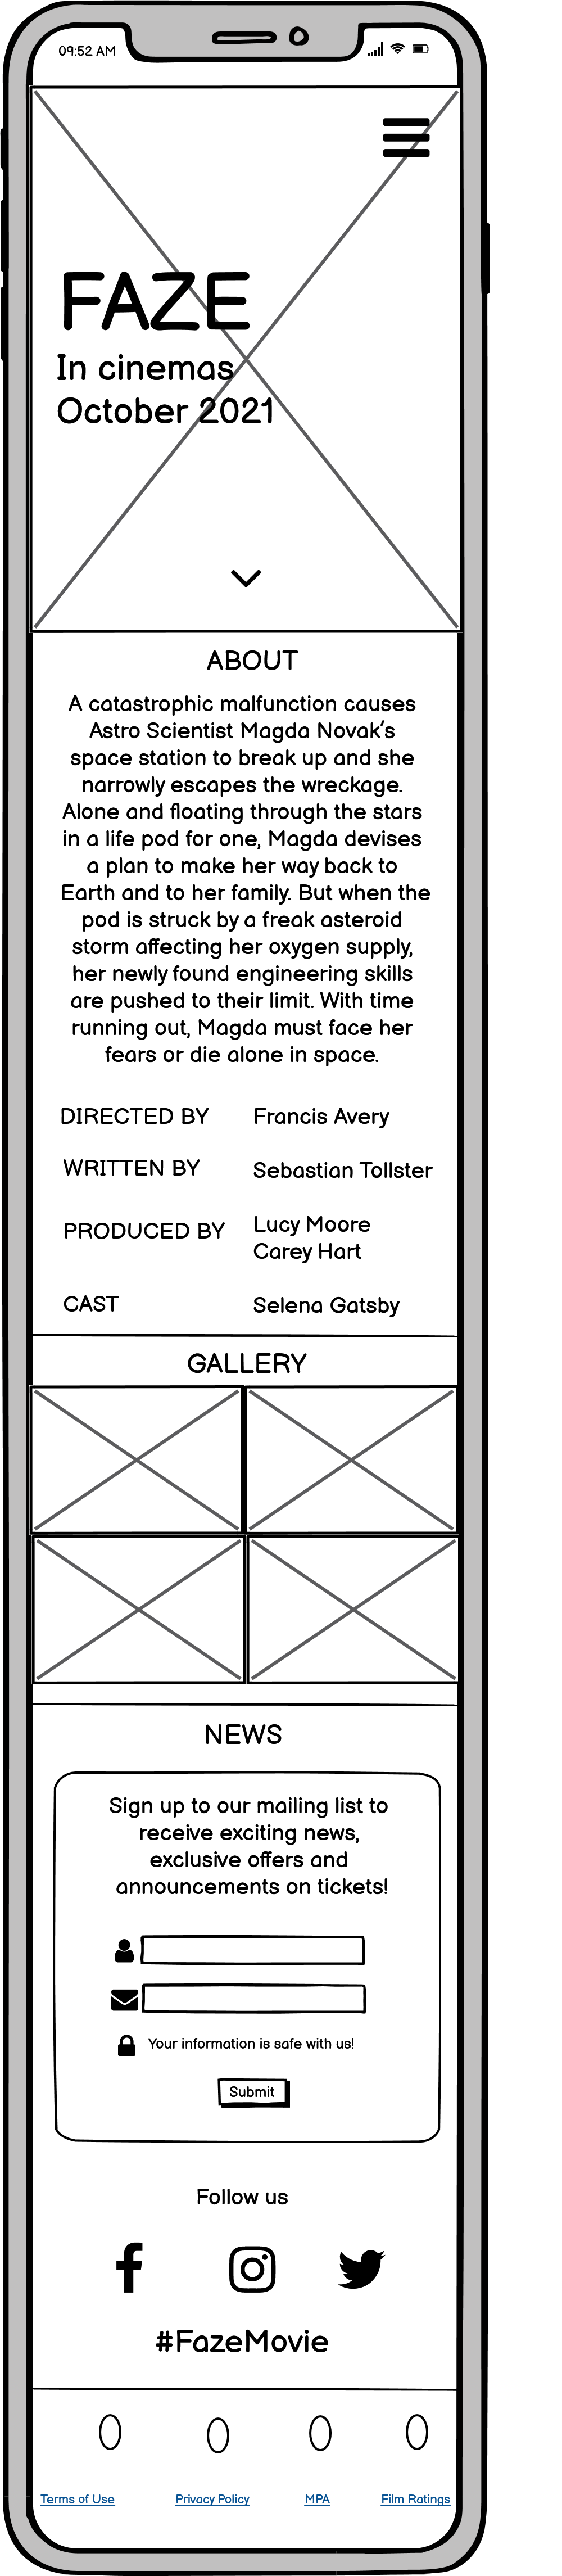 09:52 AM
FAZE
In cinemas
October 2021
ABOUT
A catastrophic malfunction causes
Astro Scientist Magda Novak's
space station to break up and she
narrowly escapes the wreckage.
Alone and floating through the stars
in a life pod for one, Magda devises
a plan to make her way back to
Earth and to her family. But when the
pod is struck by a freak asteroid
storm affecting her oxygen supply,
her newly found engineering skills
are pushed to their limit. With time
running out, Magda must face her
fears or die alone in space.
DIRECTED BY Francis Avery
WRITTEN BY Sebastian Tollster
PRODUCED BY Lucy Moore
Carey Hart
CAST Selena Gatsby
GALLERY
NEWS
Sign up to our mailing list to
receive exciting news,
exclusive offers and
announcements on tickets!
Your information is safe with us!
Submit
Follow us
#FazeMovie
Terms of Use Privacy Policy MPA Film Ratings